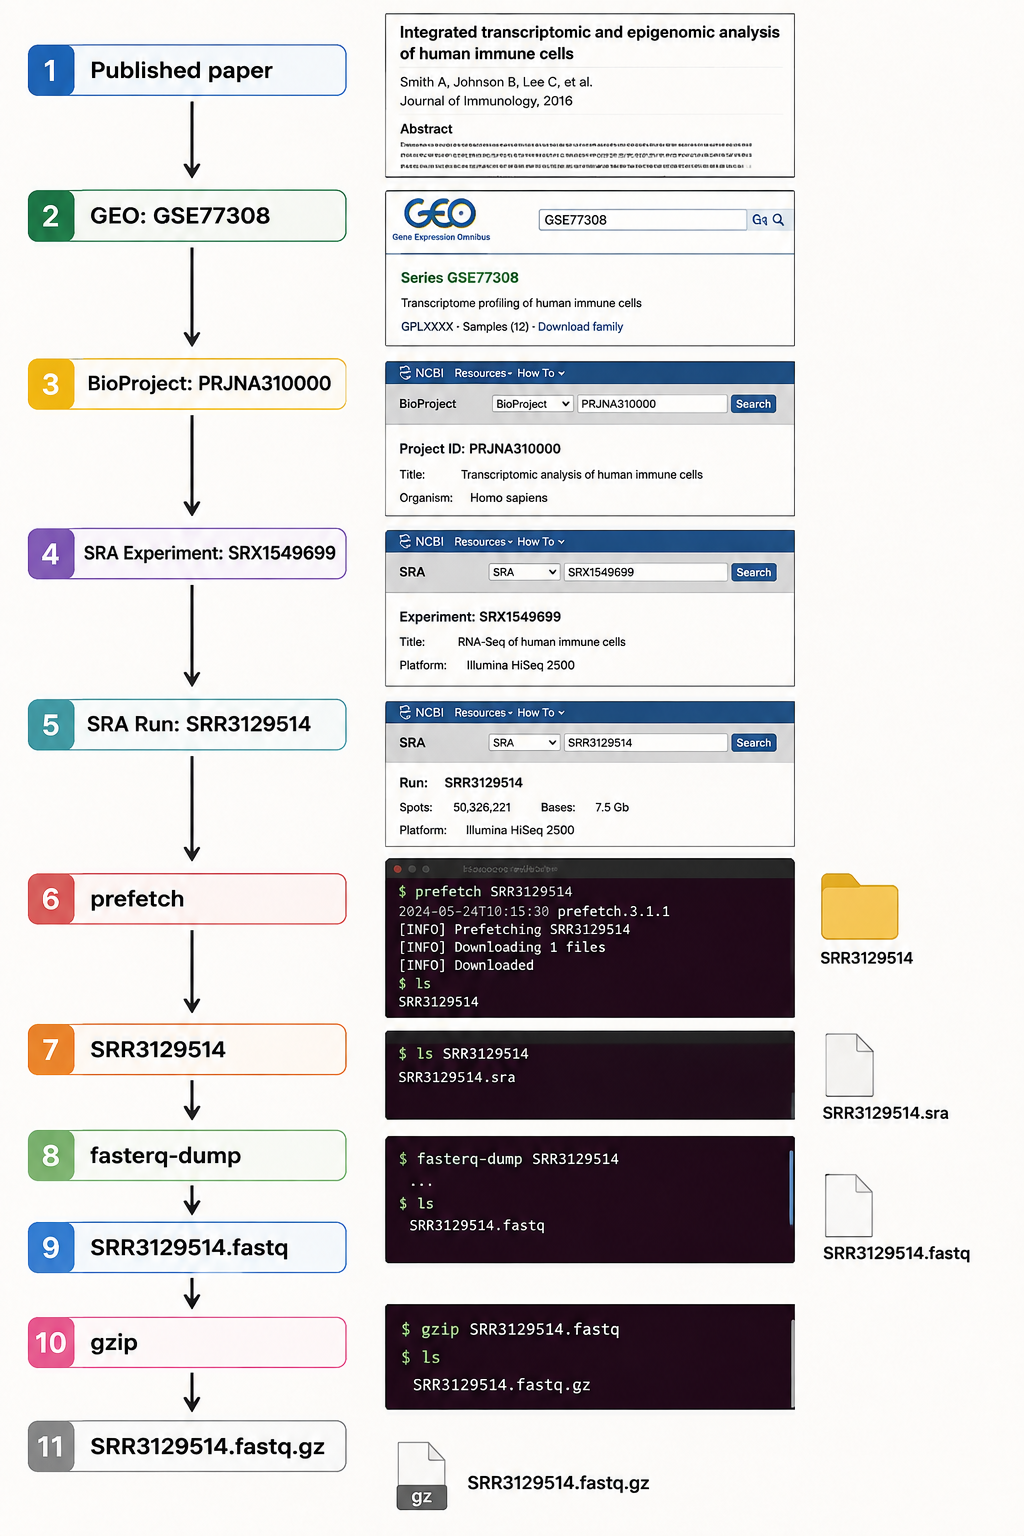 1 Published paper
Integrated transcriptomic and epigenomic analysis
of human immune cells
Smith A, Johnson B, Lee C, et al.
Journal of Immunology, 2016
Abstract
2 GEO: GSE77308
GEO
Gene Expression Omnibus
GSE77308
Series GSE77308
Transcriptome profiling of human immune cells
GPLXXXX · Samples (12) · Download family
3 BioProject: PRJNA310000
NCBI Resources How To
BioProject BioProject PRJNA310000 Search
Project ID: PRJNA310000
Title: Transcriptomic analysis of human immune cells
Organism: Homo sapiens
4 SRA Experiment: SRX1549699
NCBI Resources How To
SRA SRA SRX1549699 Search
Experiment: SRX1549699
Title: RNA-Seq of human immune cells
Platform: Illumina HiSeq 2500
5 SRA Run: SRR3129514
NCBI Resources How To
SRA SRA SRR3129514 Search
Run: SRR3129514
Spots: 50,326,221 Bases: 7.5 Gb
Platform: Illumina HiSeq 2500
6 prefetch
$ prefetch SRR3129514
2024-05-24T10:15:30 prefetch.3.1.1
[INFO] Prefetching SRR3129514
[INFO] Downloading 1 files
[INFO] Downloaded
$ ls
SRR3129514
SRR3129514
7 SRR3129514
$ ls SRR3129514
SRR3129514.sra
SRR3129514.sra
8 fasterq-dump
$ fasterq-dump SRR3129514
...
$ ls
SRR3129514.fastq
SRR3129514.fastq
9 SRR3129514.fastq
10 gzip
$ gzip SRR3129514.fastq
$ ls
SRR3129514.fastq.gz
11 SRR3129514.fastq.gz
gz
SRR3129514.fastq.gz